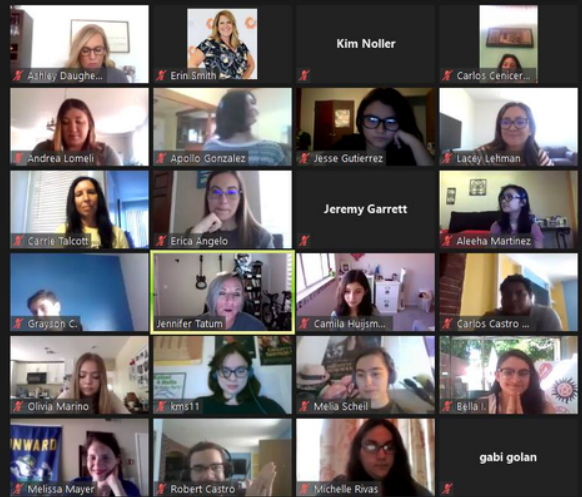 Ashley Daughe...
Erin Smith
Kim Noller
Carlos Cenicer...
Andrea Lomeli
Apollo Gonzalez
Jesse Gutierrez
Lacey Lehman
Carrie Talcott
Erica Angelo
Jeremy Garrett
Aleeha Martinez
Grayson C.
Jennifer Tatum
Camila Huijsm...
Carlos Castro ...
Olivia Marino
kms11
Melia Scheil
Bella I.
NWARD
Melissa Mayer
Robert Castro
Michelle Rivas
gabi golan